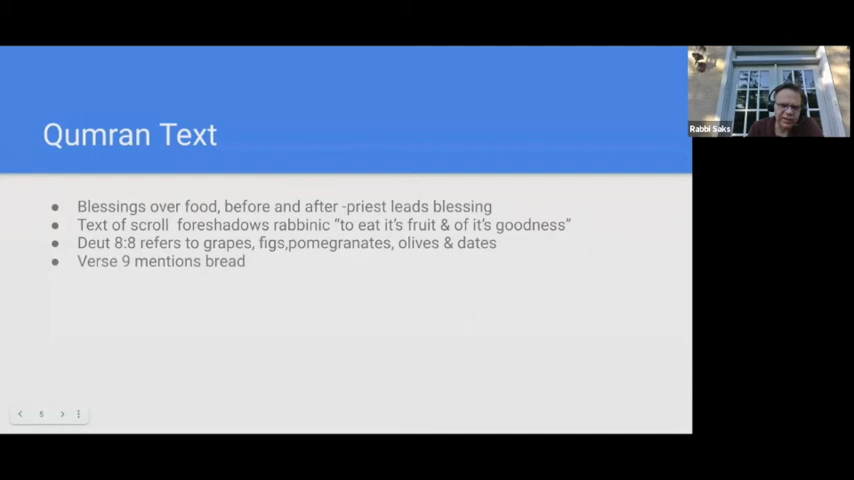 Qumran Text
Rabbi Saks
● Blessings over food, before and after -priest leads blessing
● Text of scroll foreshadows rabbinic “to eat it’s fruit & of it’s goodness”
● Deut 8:8 refers to grapes, figs,pomegranates, olives & dates
● Verse 9 mentions bread
5